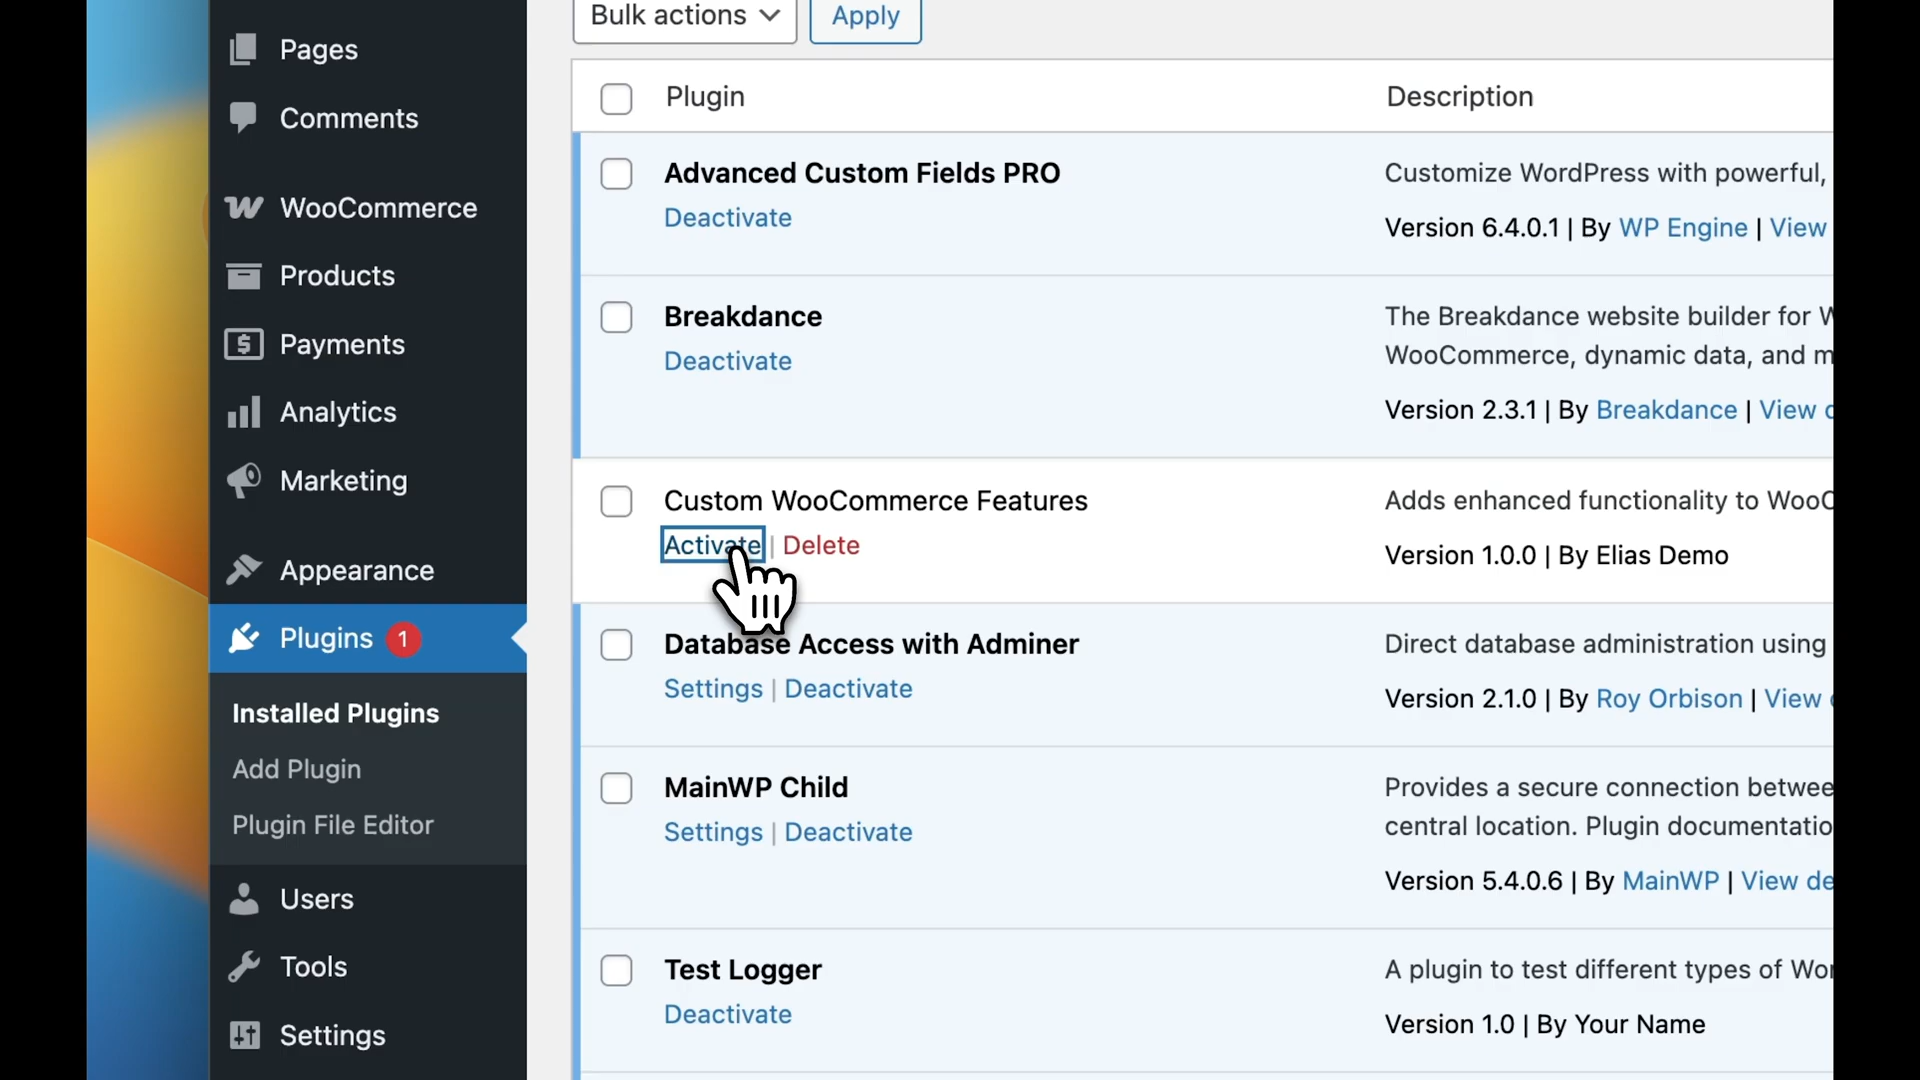 Bulk actions
Apply
Pages
Comments
WooCommerce
Products
Payments
Analytics
Marketing
Appearance
Plugins 1
Installed Plugins
Add Plugin
Plugin File Editor
Users
Tools
Settings
Plugin
Description
Advanced Custom Fields PRO
Deactivate
Customize WordPress with powerful,
Version 6.4.0.1 | By WP Engine | View
Breakdance
Deactivate
The Breakdance website builder for W
WooCommerce, dynamic data, and m
Version 2.3.1 | By Breakdance | View d
Custom WooCommerce Features
Activate | Delete
Adds enhanced functionality to WooC
Version 1.0.0 | By Elias Demo
Database Access with Adminer
Settings | Deactivate
Direct database administration using
Version 2.1.0 | By Roy Orbison | View d
MainWP Child
Settings | Deactivate
Provides a secure connection betwee
central location. Plugin documentatio
Version 5.4.0.6 | By MainWP | View de
Test Logger
Deactivate
A plugin to test different types of Wor
Version 1.0 | By Your Name